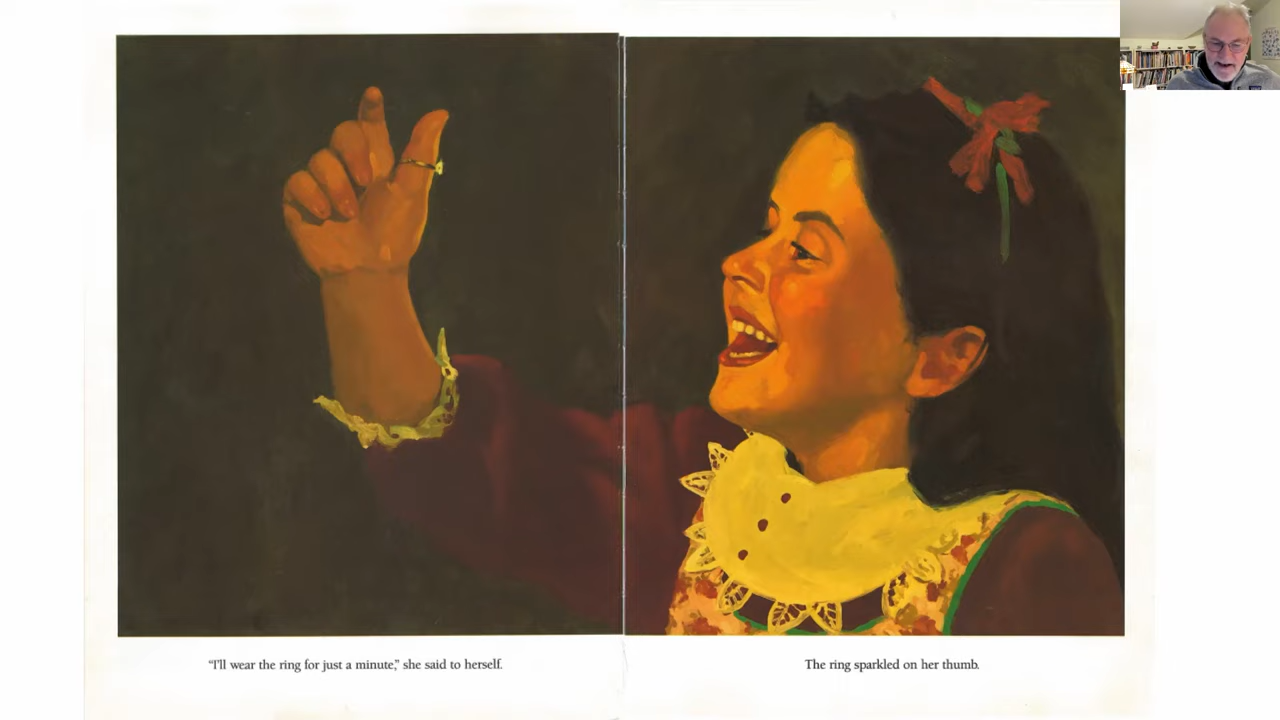 "I'll wear the ring for just a minute," she said to herself.
The ring sparkled on her thumb.